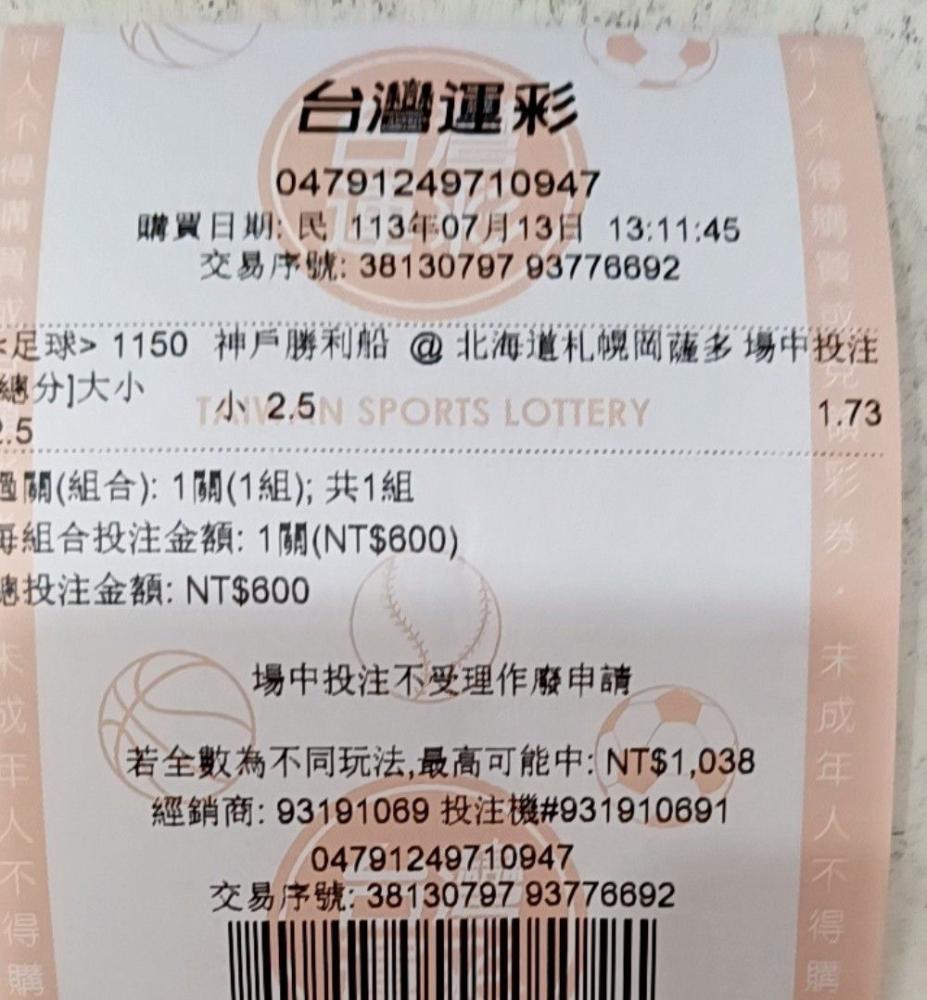 台灣運彩
04791249710947
購買日期: 民 113年07月13日 13:11:45
交易序號: 38130797 93776692
<足球> 1150 神戶勝利船 @ 北海道札幌岡薩多 場中投注
總分]大小
小 2.5
2.5
1.73
TAIWAN SPORTS LOTTERY
過關(組合): 1關(1組); 共1組
每組合投注金額: 1關(NT$600)
總投注金額: NT$600
場中投注不受理作廢申請
若全數為不同玩法,最高可能中: NT$1,038
經銷商: 93191069 投注機#931910691
04791249710947
交易序號: 38130797 93776692
未成年人不得購
未成年人不得購